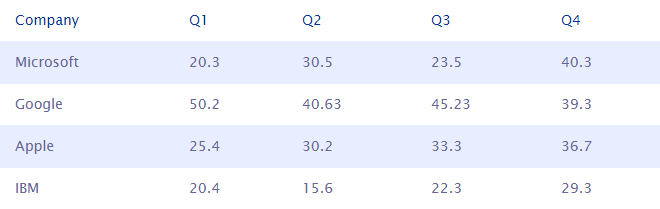 Company Q1 Q2 Q3 Q4
Microsoft 20.3 30.5 23.5 40.3
Google 50.2 40.63 45.23 39.3
Apple 25.4 30.2 33.3 36.7
IBM 20.4 15.6 22.3 29.3